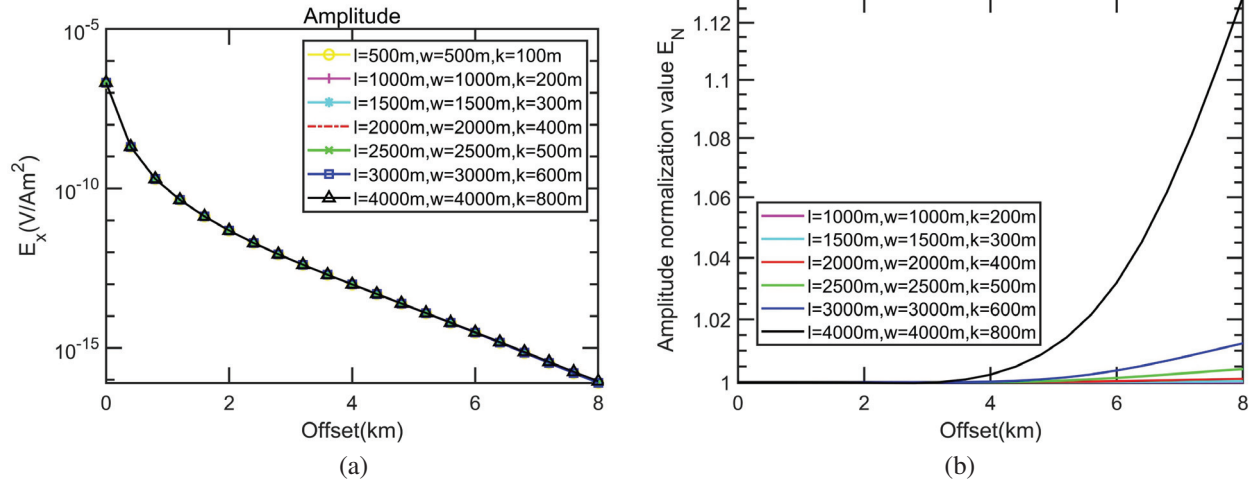 Amplitude
10^-5
10^-10
10^-15
E_x(V/Am^2)
l=500m,w=500m,k=100m
l=1000m,w=1000m,k=200m
l=1500m,w=1500m,k=300m
l=2000m,w=2000m,k=400m
l=2500m,w=2500m,k=500m
l=3000m,w=3000m,k=600m
l=4000m,w=4000m,k=800m
0 2 4 6 8
Offset(km)
(a)
Amplitude normalization value E_N
1.12
1.1
1.08
1.06
1.04
1.02
1
l=1000m,w=1000m,k=200m
l=1500m,w=1500m,k=300m
l=2000m,w=2000m,k=400m
l=2500m,w=2500m,k=500m
l=3000m,w=3000m,k=600m
l=4000m,w=4000m,k=800m
0 2 4 6 8
Offset(km)
(b)